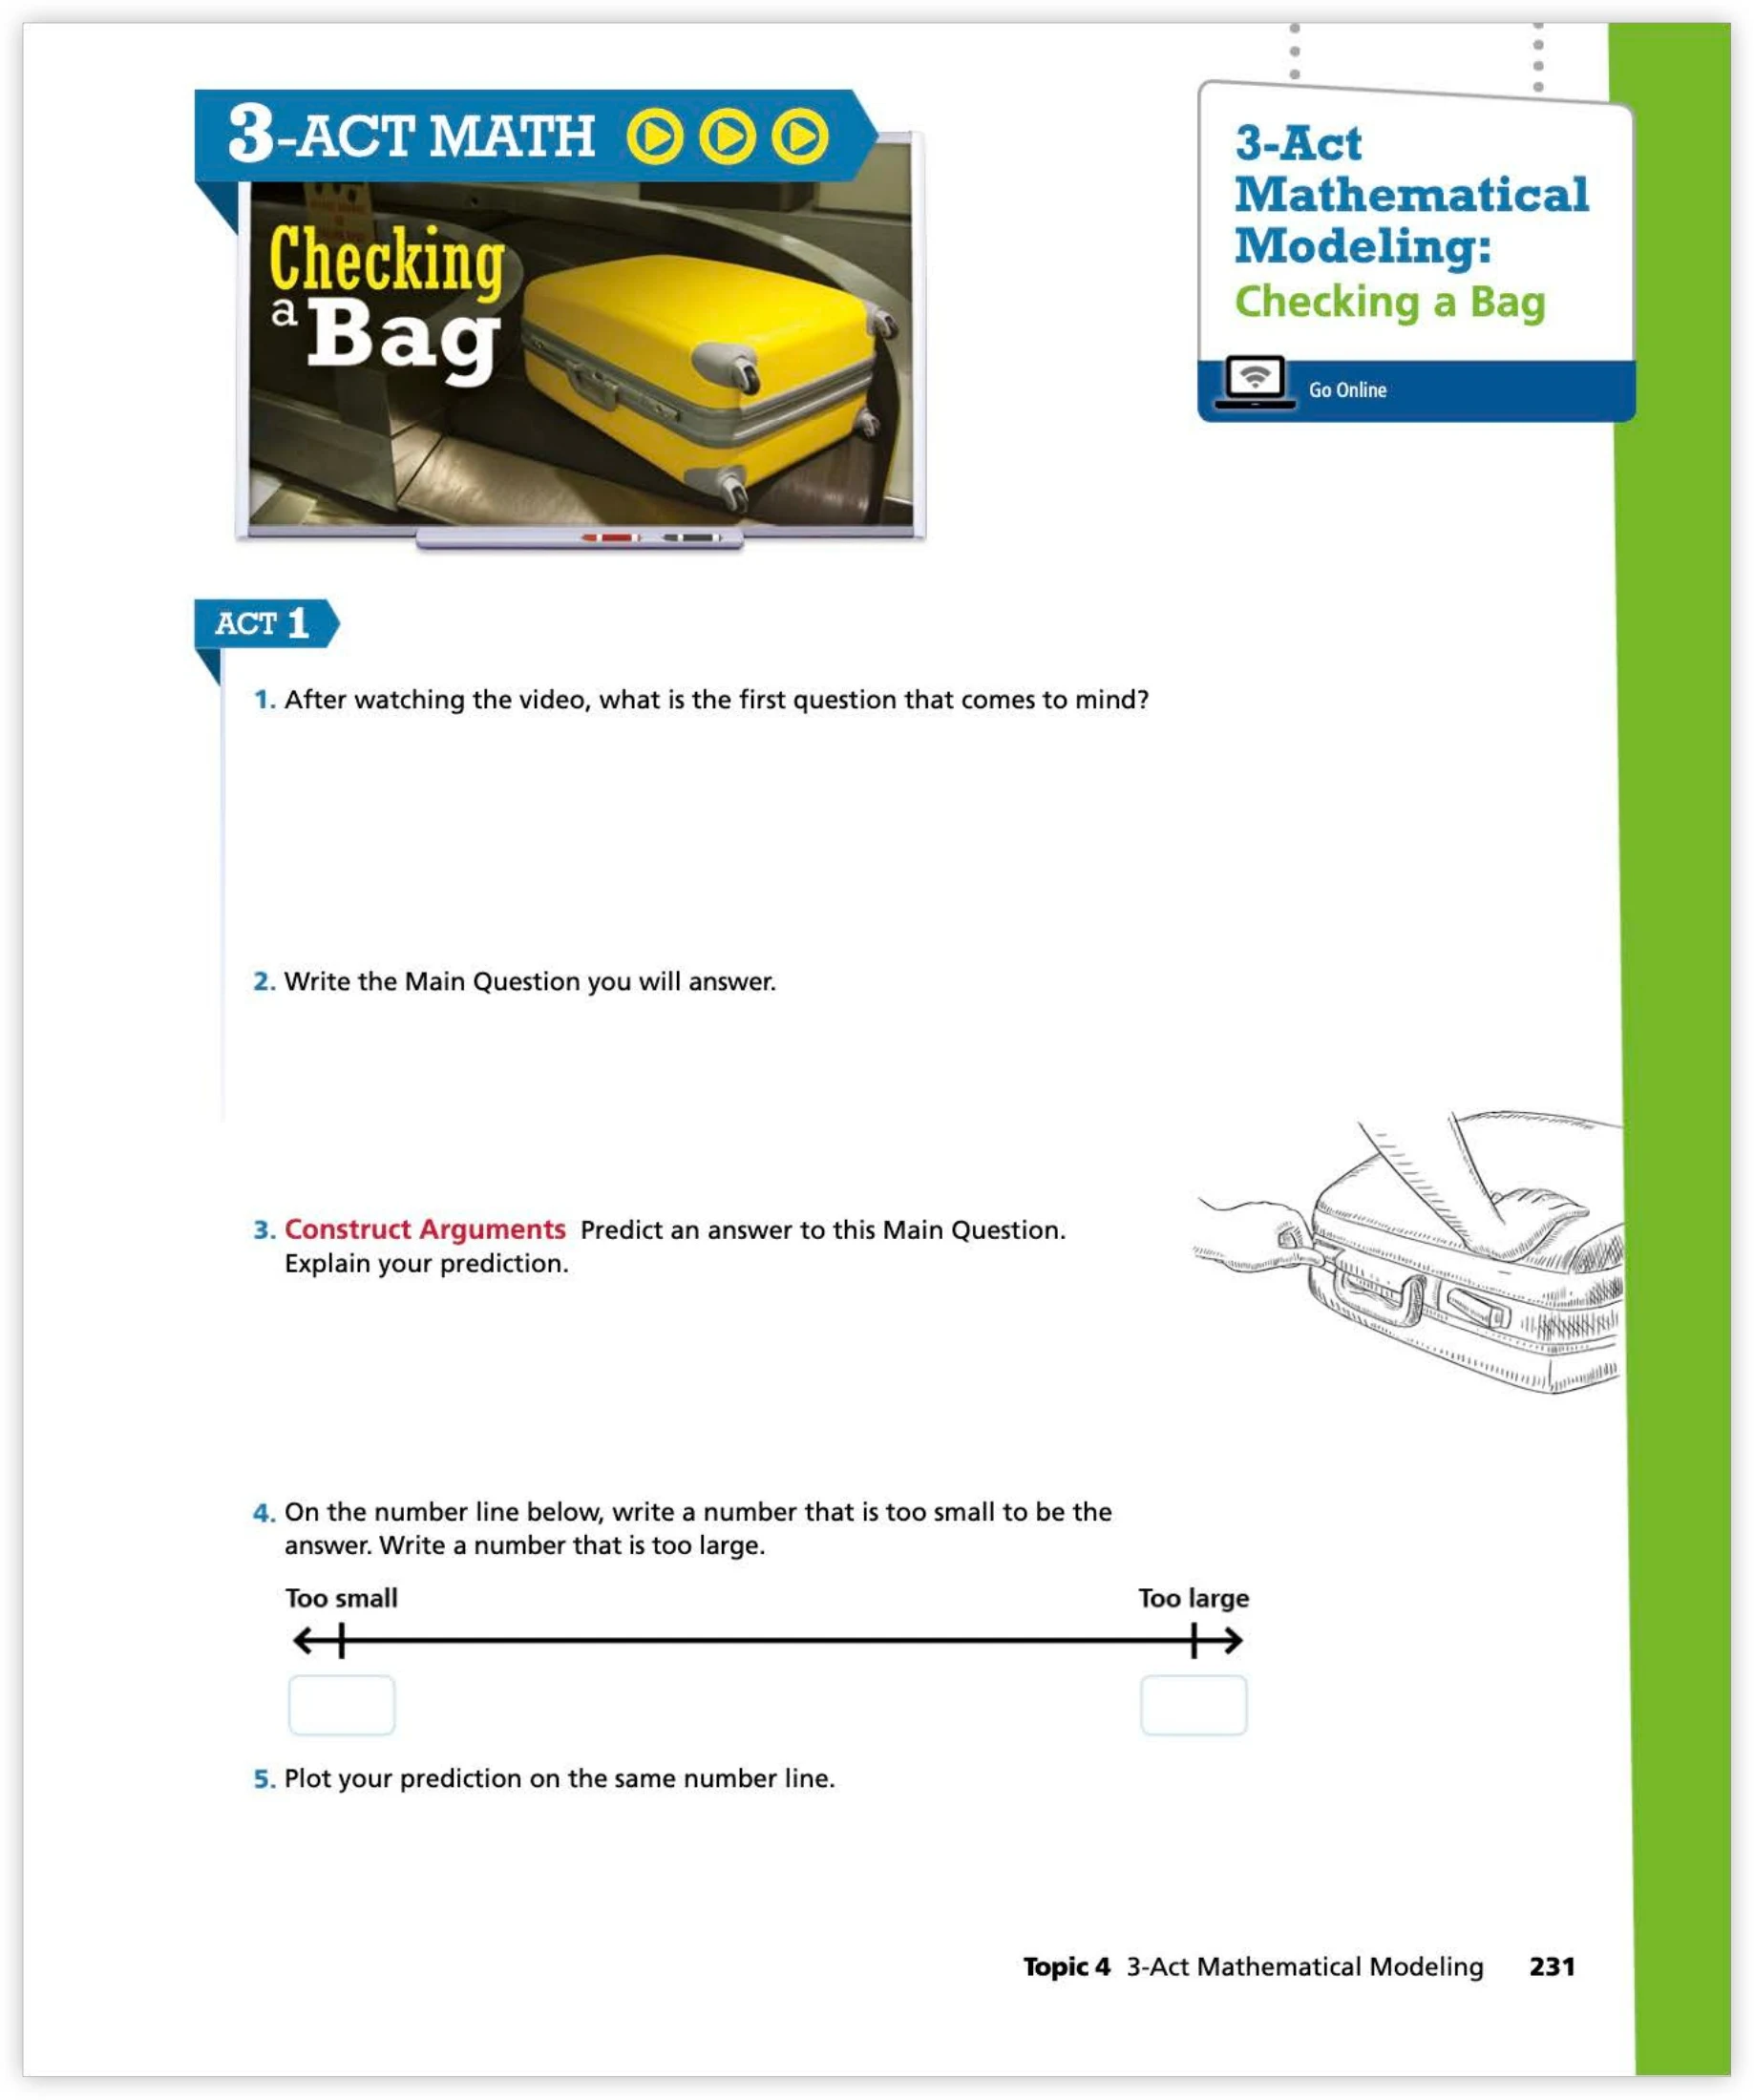 3-ACT MATH
Checking
a Bag
3-Act
Mathematical
Modeling:
Checking a Bag
Go Online
ACT 1
1. After watching the video, what is the first question that comes to mind?
2. Write the Main Question you will answer.
3. Construct Arguments Predict an answer to this Main Question.
Explain your prediction.
4. On the number line below, write a number that is too small to be the
answer. Write a number that is too large.
Too small Too large
5. Plot your prediction on the same number line.
Topic 4 3-Act Mathematical Modeling 231